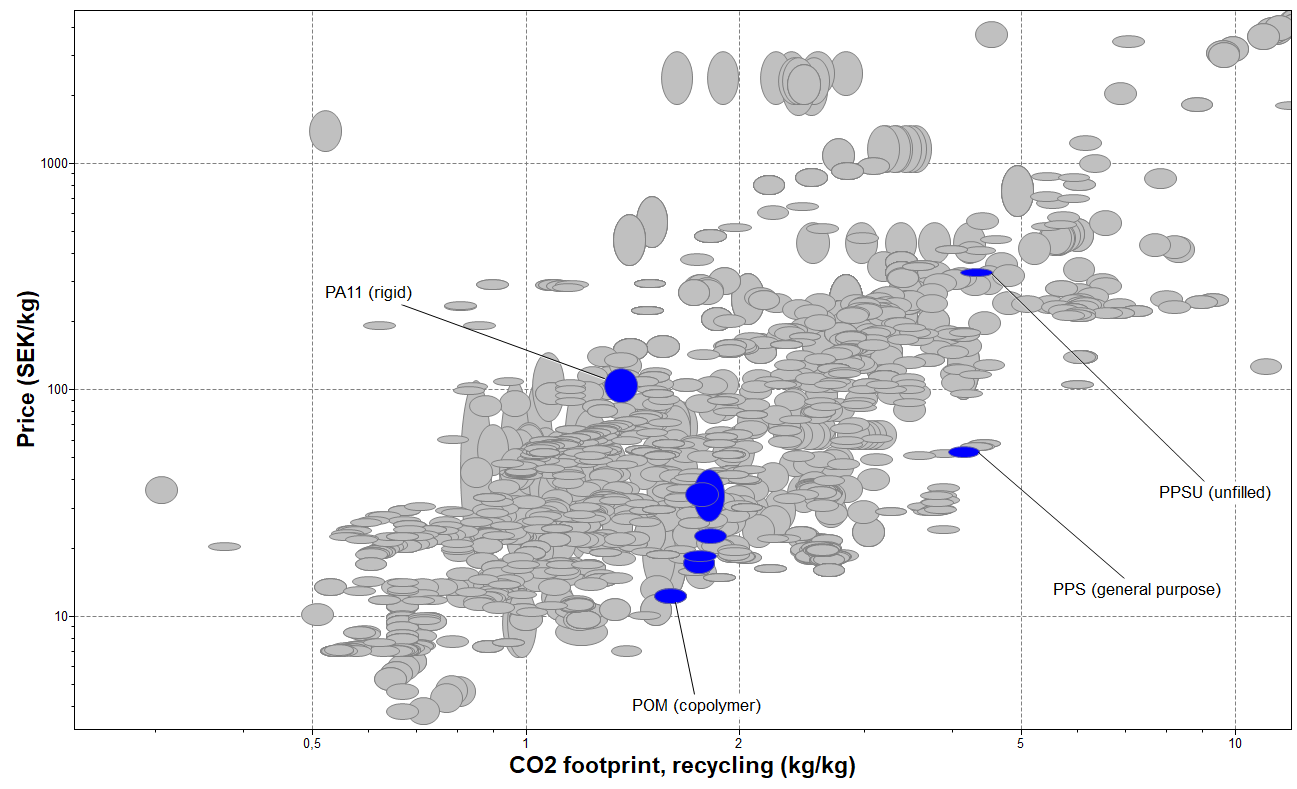 1000
PA11 (rigid)
Price (SEK/kg)
100
PPSU (unfilled)
PPS (general purpose)
10
POM (copolymer)
0,5
1
2
5
10
CO2 footprint, recycling (kg/kg)